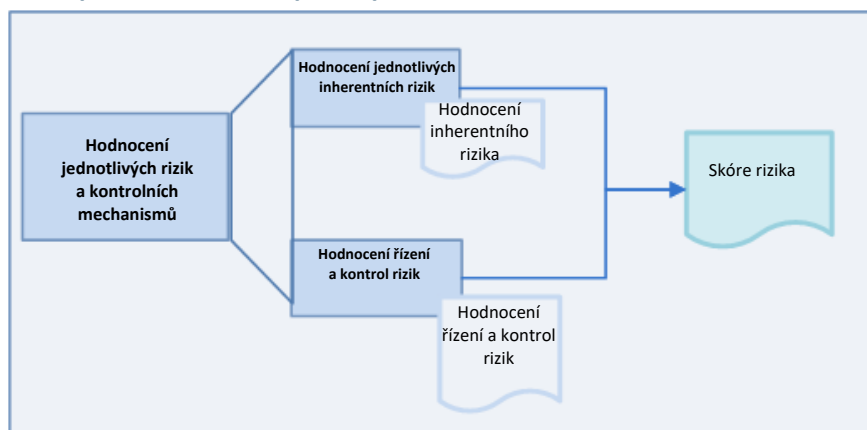 Hodnocení
jednotlivých rizik
a kontrolních
mechanismů
Hodnocení jednotlivých
inherentních rizik
Hodnocení
inherentního
rizika
Hodnocení řízení
a kontrol rizik
Hodnocení
řízení a kontrol
rizik
Skóre rizika